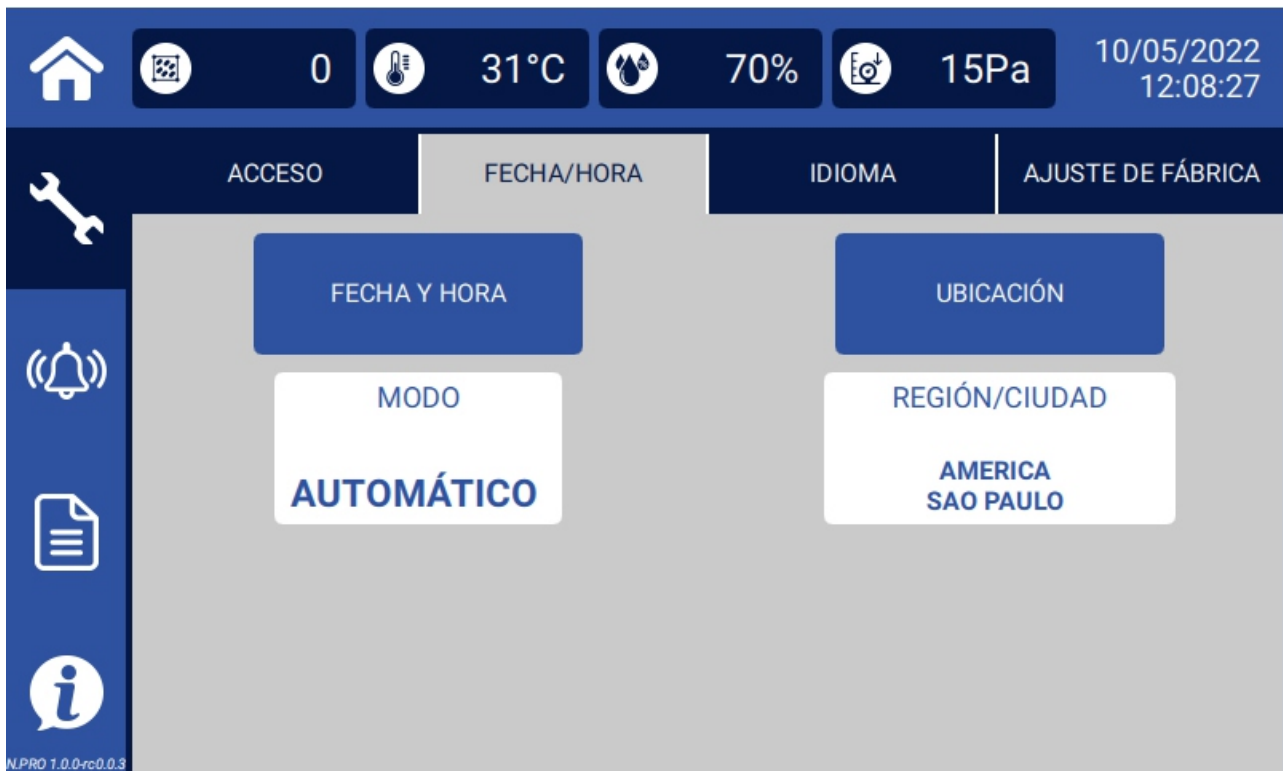 0
31°C
70%
15Pa
10/05/2022
12:08:27
ACCESO
FECHA/HORA
IDIOMA
AJUSTE DE FÁBRICA
FECHA Y HORA
UBICACIÓN
MODO
AUTOMÁTICO
REGIÓN/CIUDAD
AMERICA
SAO PAULO
N.PRO 1.0.0-rc0.0.3